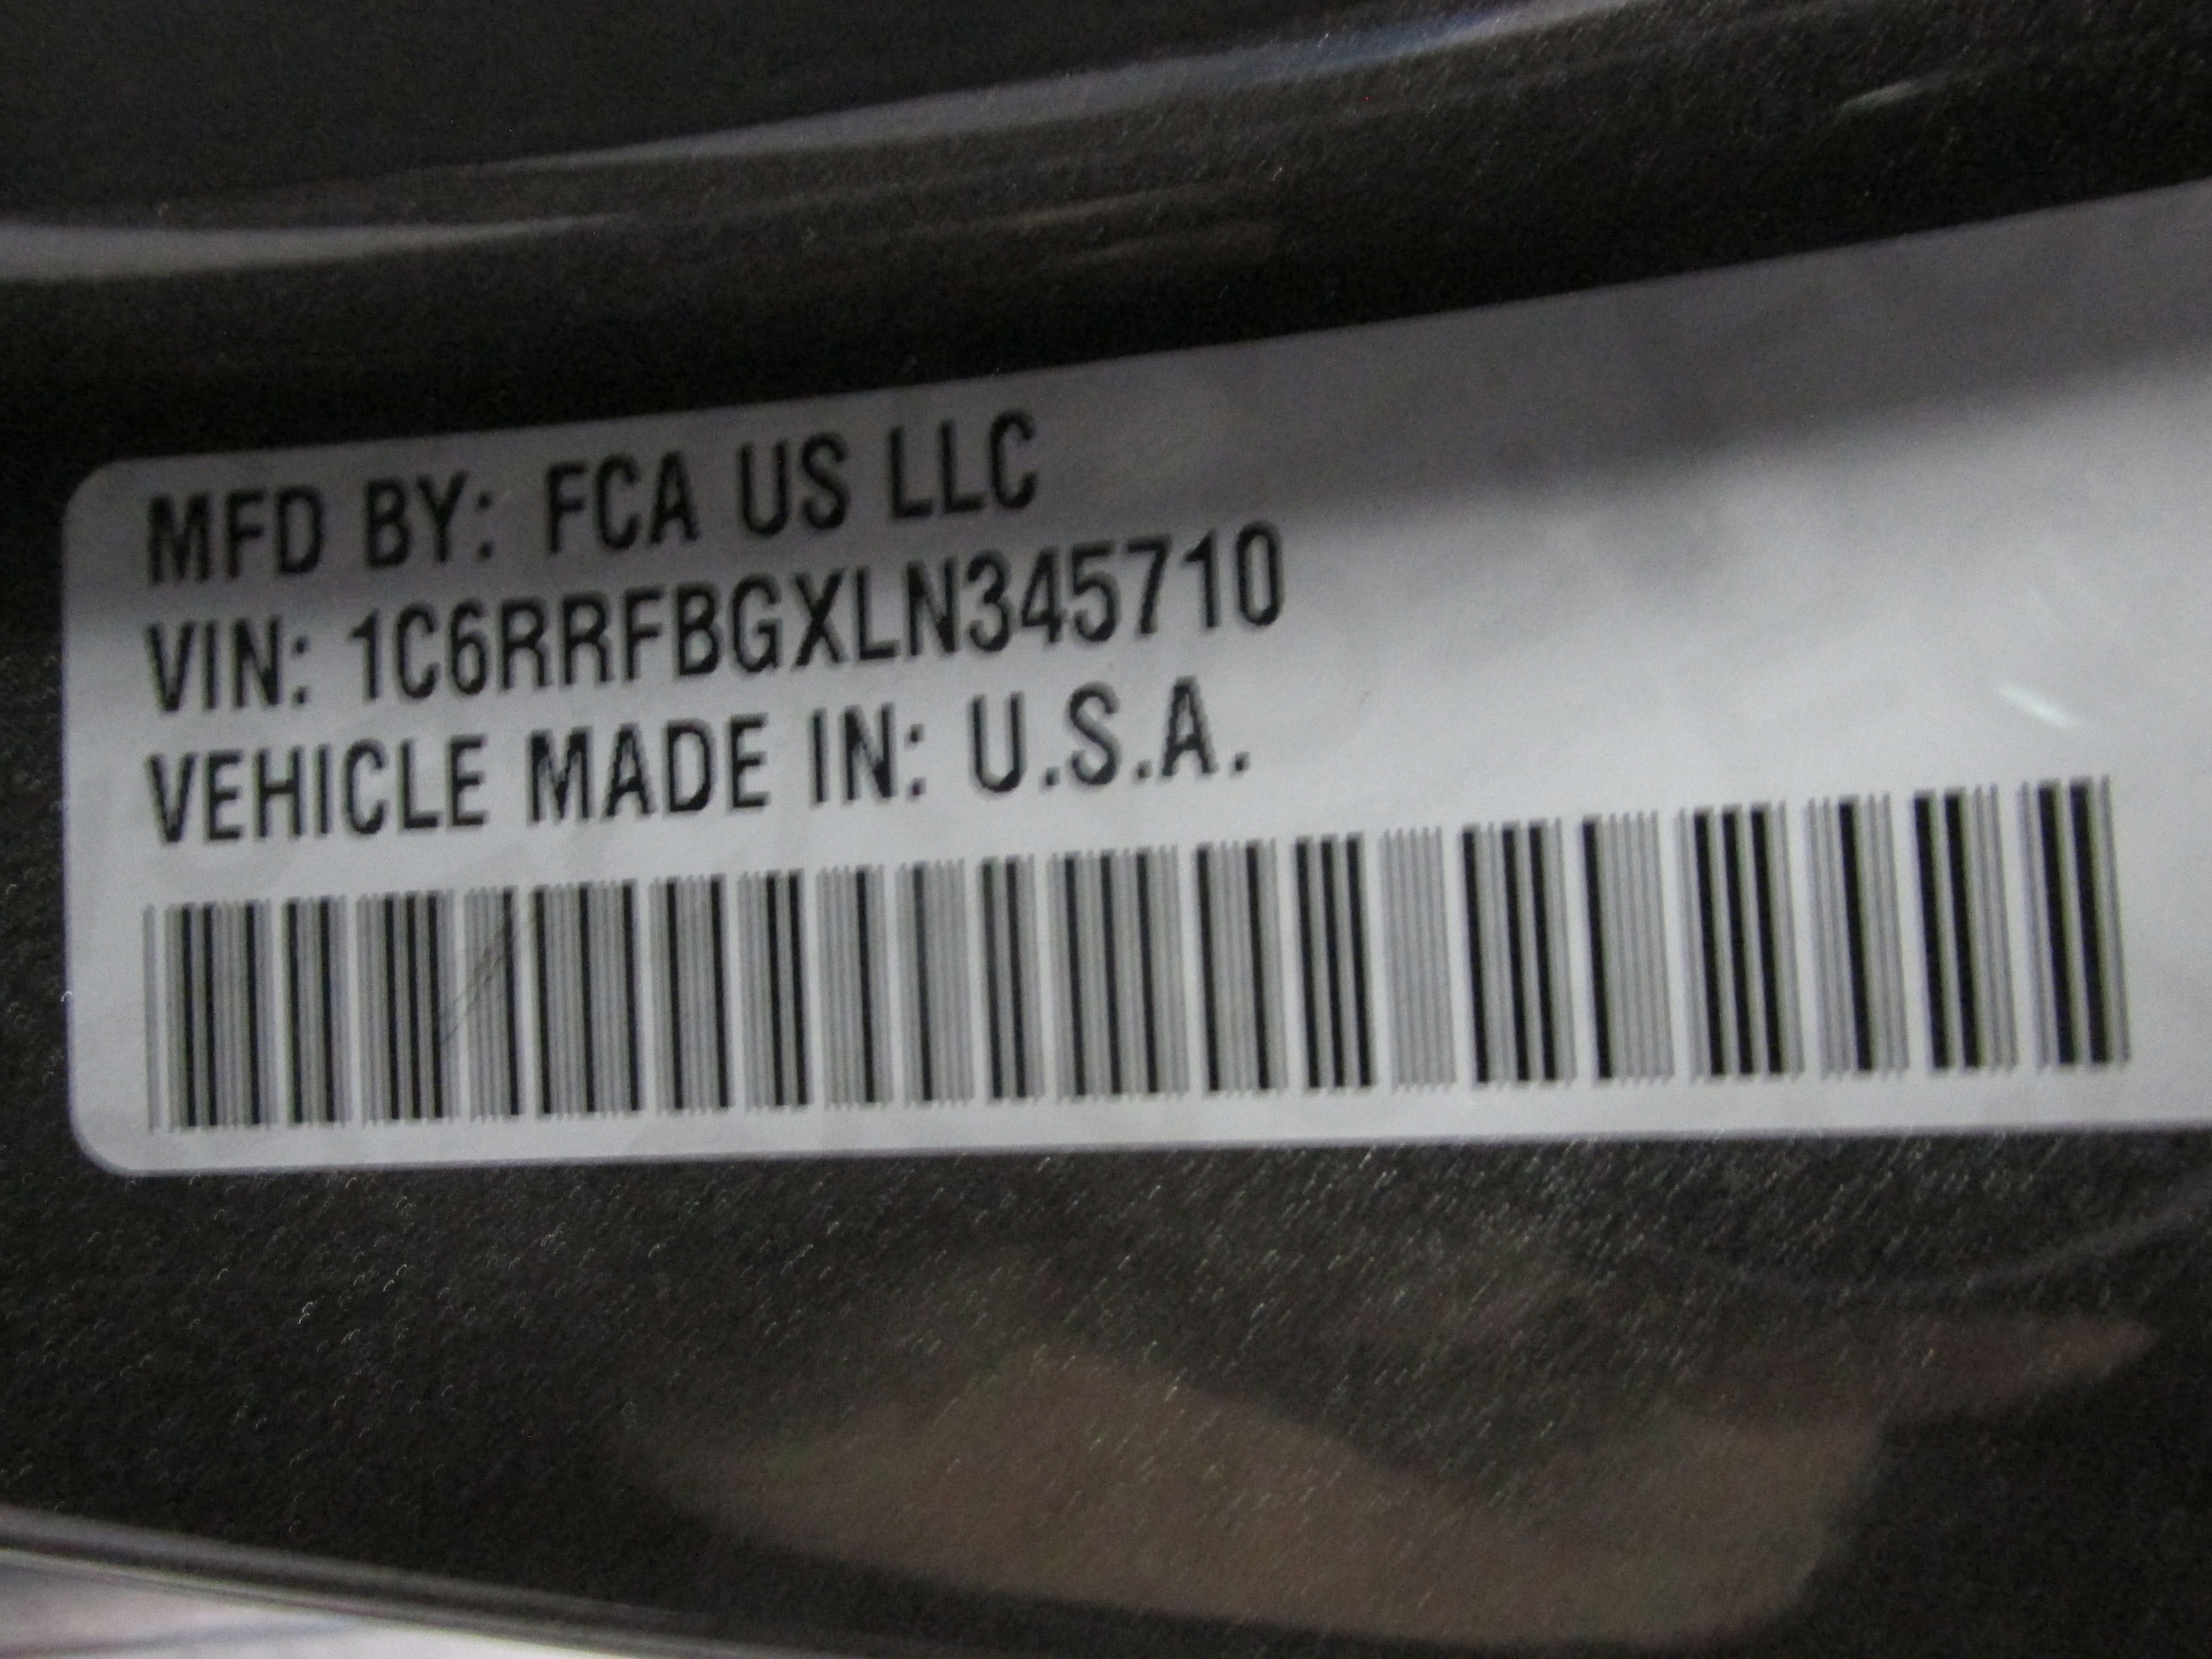 MFD BY: FCA US LLC
VIN: 1C6RRFBGXLN345710
VEHICLE MADE IN: U.S.A.